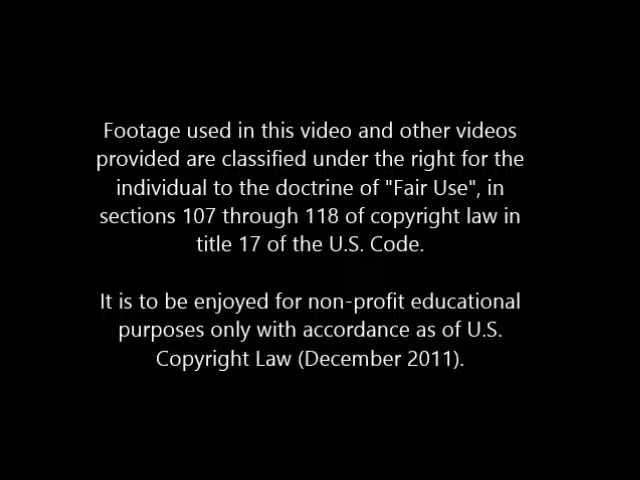 Footage used in this video and other videos
provided are classified under the right for the
individual to the doctrine of "Fair Use", in
sections 107 through 118 of copyright law in
title 17 of the U.S. Code.
It is to be enjoyed for non-profit educational
purposes only with accordance as of U.S.
Copyright Law (December 2011).